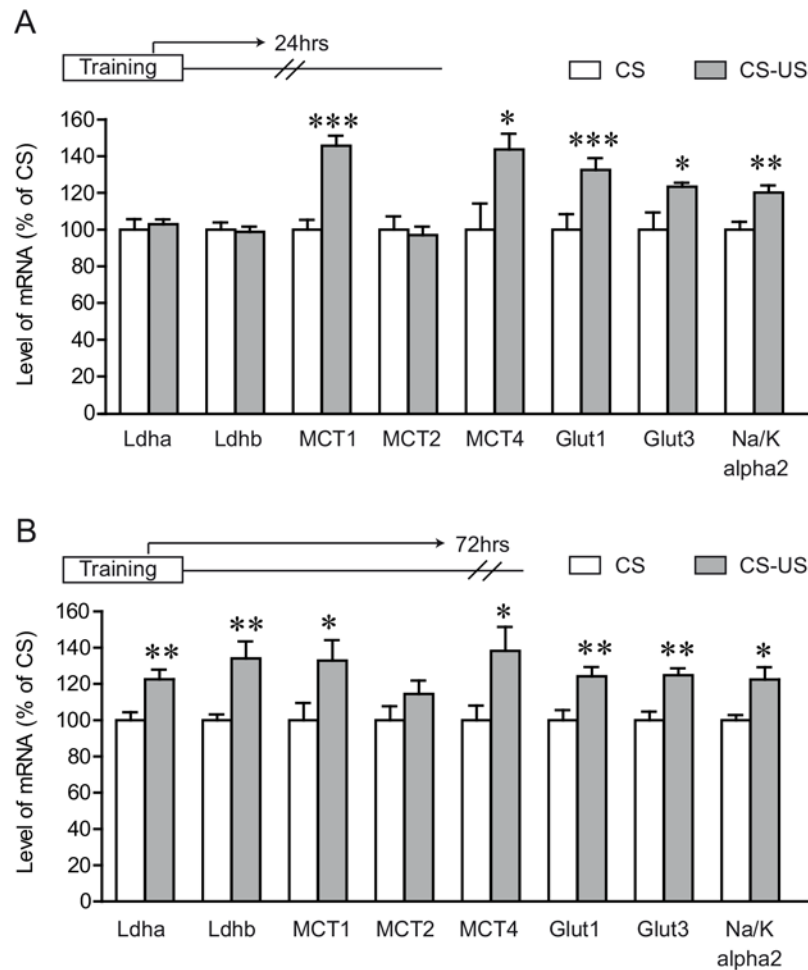 A
24hrs
Training
CS CS-US
Level of mRNA (% of CS)
160
140
120
100
80
60
40
20
0
*** * *** * **
Ldha Ldhb MCT1 MCT2 MCT4 Glut1 Glut3 Na/K
alpha2
B
72hrs
Training
CS CS-US
Level of mRNA (% of CS)
160
140
120
100
80
60
40
20
0
** ** * * ** ** *
Ldha Ldhb MCT1 MCT2 MCT4 Glut1 Glut3 Na/K
alpha2